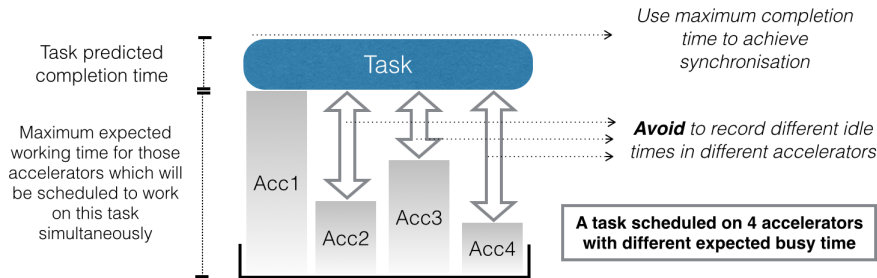 Task predicted
completion time
Maximum expected
working time for those
accelerators which will
be scheduled to work
on this task
simultaneously
Task
Acc1
Acc2
Acc3
Acc4
Use maximum completion
time to achieve
synchronisation
Avoid to record different idle
times in different accelerators
A task scheduled on 4 accelerators
with different expected busy time